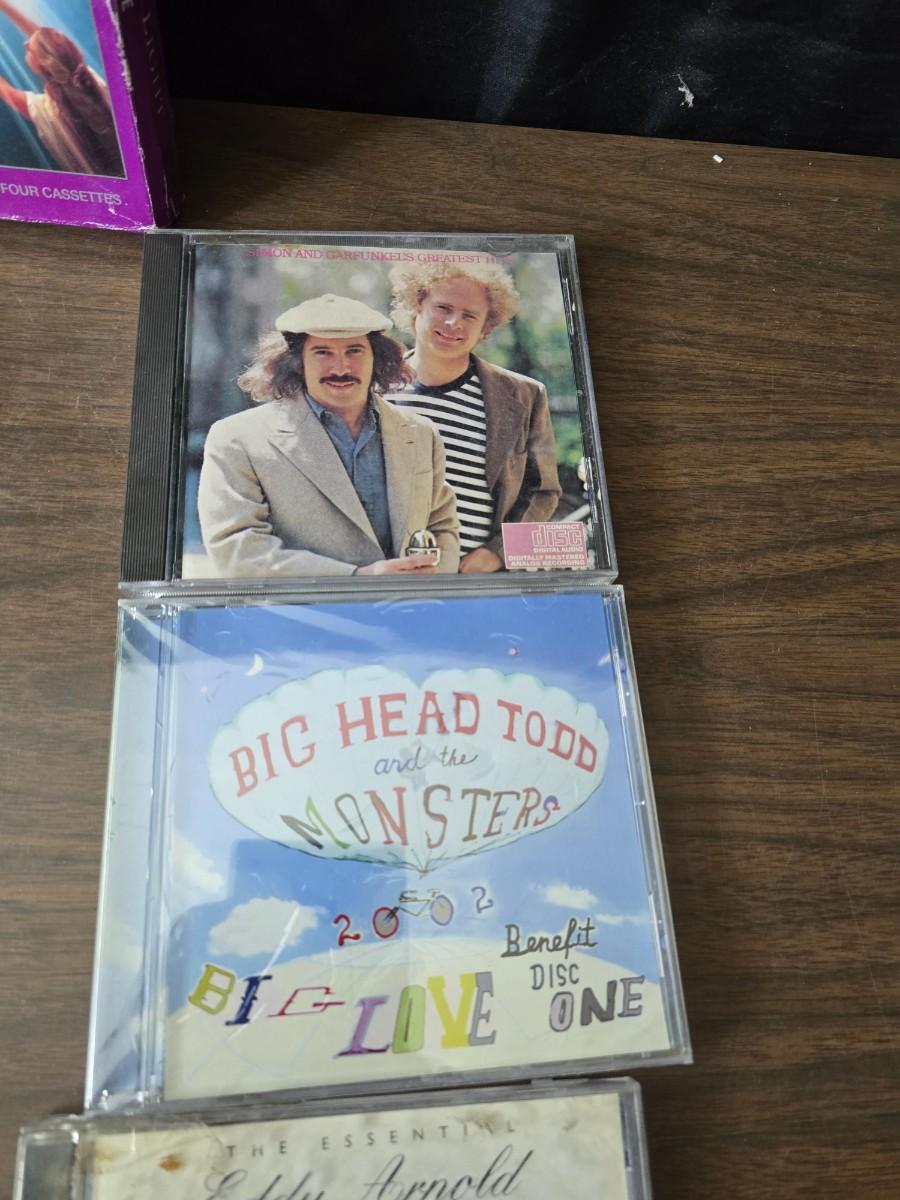 FOUR CASSETTES
SIMON AND GARFUNKEL'S GREATEST HITS
COMPACT
disc
DIGITAL AUDIO
DIGITALLY MASTERED
ANALOG RECORDING
BIG HEAD TODD
and the
MONSTERS
2002
Benefit
DISC
BIG LOVE ONE
THE ESSENTIAL
Eddy Arnold